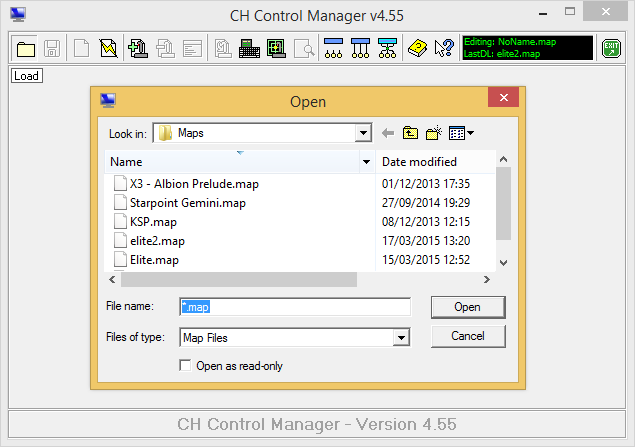 CH Control Manager v4.55
Editing: NoName.map
LastDL: elite2.map
EXIT
Load
Open
Look in: Maps
Name Date modified
X3 - Albion Prelude.map 01/12/2013 17:35
Starpoint Gemini.map 27/09/2014 19:29
KSP.map 08/12/2013 12:15
elite2.map 17/03/2015 13:20
Elite.map 15/03/2015 12:52
File name: *.map Open
Files of type: Map Files Cancel
Open as read-only
CH Control Manager - Version 4.55